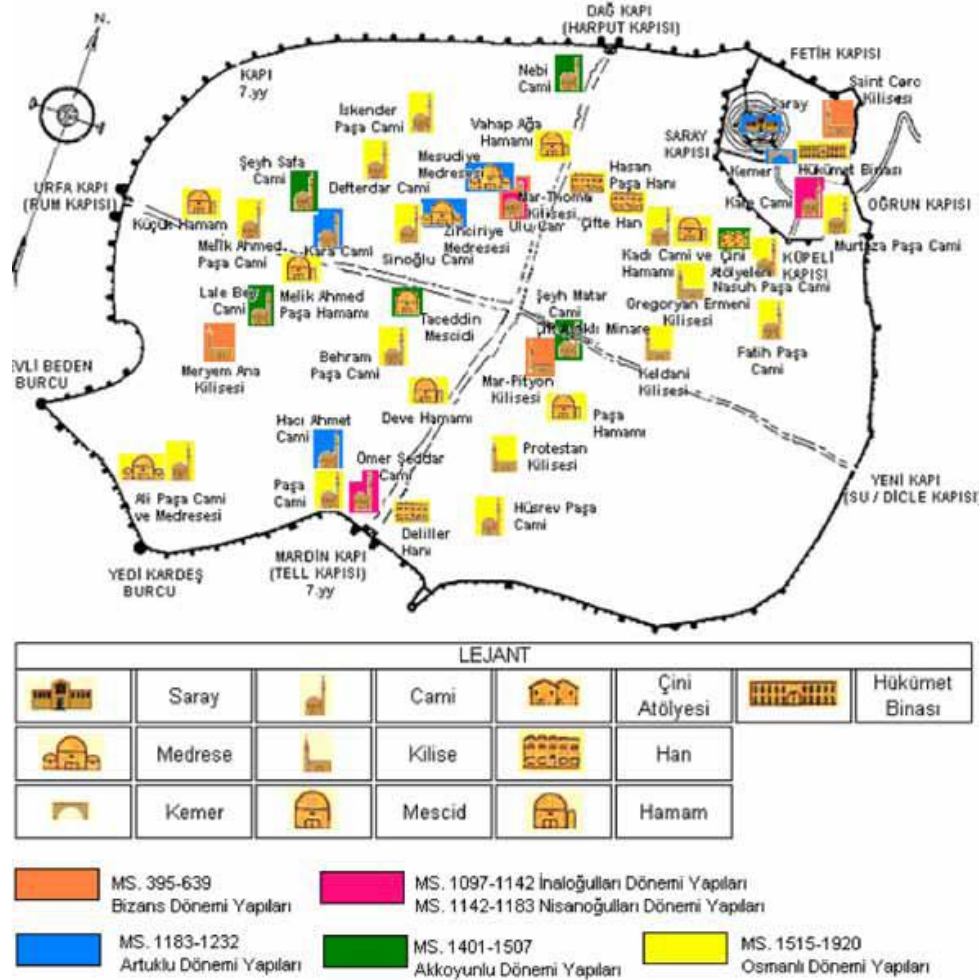 N.
DAĞ KAPI
(HARPUT KAPISI)
FETİH KAPISI
KAPI
7.yy
Nebi
Cami
Saint Coro
Kilisesi
Saray
İskender
Paşa Cami
Vahap Ağa
Hamamı
SARAY
KAPISI
Şeyh Safa
Cami
Mesudiye
Medresesi
Hasan
Paşa Hanı
Kemer
Hükümet Binası
Defterdar Cami
URFA KAPI
(RUM KAPISI)
Mar-Thoma
Kilisesi
Kale Cami
OĞRUN KAPISI
Küçük Hamam
Ulu Cami
Çifte Han
Zinciriye
Medresesi
Melik Ahmed
Paşa Cami
Kara Cami
Sinoğlu Cami
Kadı Cami ve Çini
Hamamı
Atölyeleri
KÜPELİ
KAPISI
Murtaza Paşa Cami
Nasuh Paşa Cami
Lale Bey
Cami
Melik Ahmed
Paşa Hamamı
Şeyh Matar
Cami
Gregoryan Ermeni
Kilisesi
Taceddin
Mescidi
Minare
Behram
Paşa Cami
Fatih Paşa
Cami
EVLİ BEDEN
BURCU
Meryem Ana
Kilisesi
Mar-Pityon
Kilisesi
Keldani
Kilisesi
Deve Hamamı
Paşa
Hamamı
Hacı Ahmet
Cami
Ömer Şeddar
Cami
Protestan
Kilisesi
YENİ KAPI
(SU / DİCLE KAPISI)
Ali Paşa Cami
ve Medresesi
Paşa
Cami
Hüsrev Paşa
Cami
Deliller
Hanı
MARDİN KAPI
(TELL KAPISI)
7.yy
YEDİ KARDEŞ
BURCU
LEJANT
Saray
Cami
Çini
Atölyesi
Hükümet
Binası
Medrese
Kilise
Han
Kemer
Mescid
Hamam
MS. 395-639
Bizans Dönemi Yapıları
MS. 1097-1142 İnaloğulları Dönemi Yapıları
MS. 1142-1183 Nisanoğulları Dönemi Yapıları
MS. 1183-1232
Artuklu Dönemi Yapıları
MS. 1401-1507
Akkoyunlu Dönemi Yapıları
MS. 1515-1920
Osmanlı Dönemi Yapıları